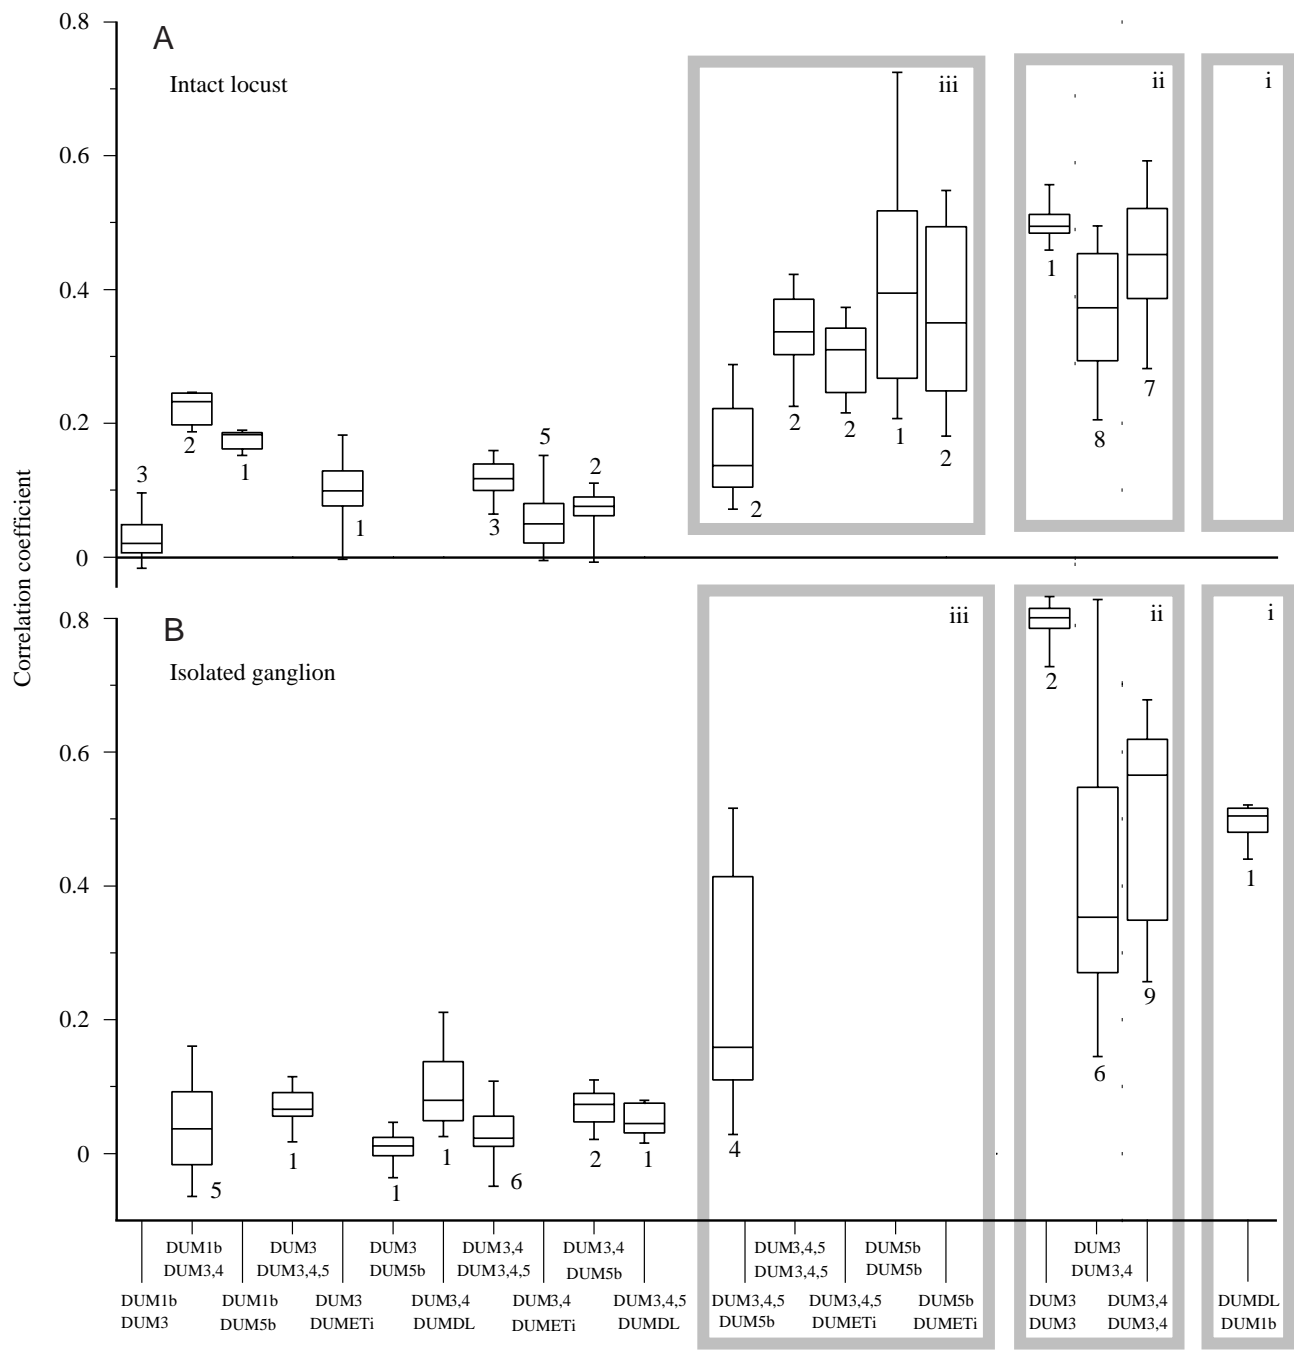 0.8
A
Intact locust
iii
ii
i
0.6
0.4
0.2
0
3
2
1
1
3
5
2
2
2
2
1
2
1
8
7
Correlation coefficient
0.8
B
Isolated ganglion
iii
ii
i
0.6
0.4
0.2
0
5
1
1
1
6
2
1
4
2
6
9
1
DUM1b
DUM3
DUM1b
DUM3,4
DUM1b
DUM5b
DUM3
DUM3,4,5
DUM3
DUMETi
DUM3
DUM5b
DUM3,4
DUMDL
DUM3,4
DUM3,4,5
DUM3,4
DUMETi
DUM3,4
DUM5b
DUM3,4,5
DUMDL
DUM3,4,5
DUM5b
DUM3,4,5
DUM3,4,5
DUM3,4,5
DUMETi
DUM5b
DUM5b
DUM5b
DUMETi
DUM3
DUM3
DUM3
DUM3,4
DUM3,4
DUM3,4
DUMDL
DUM1b